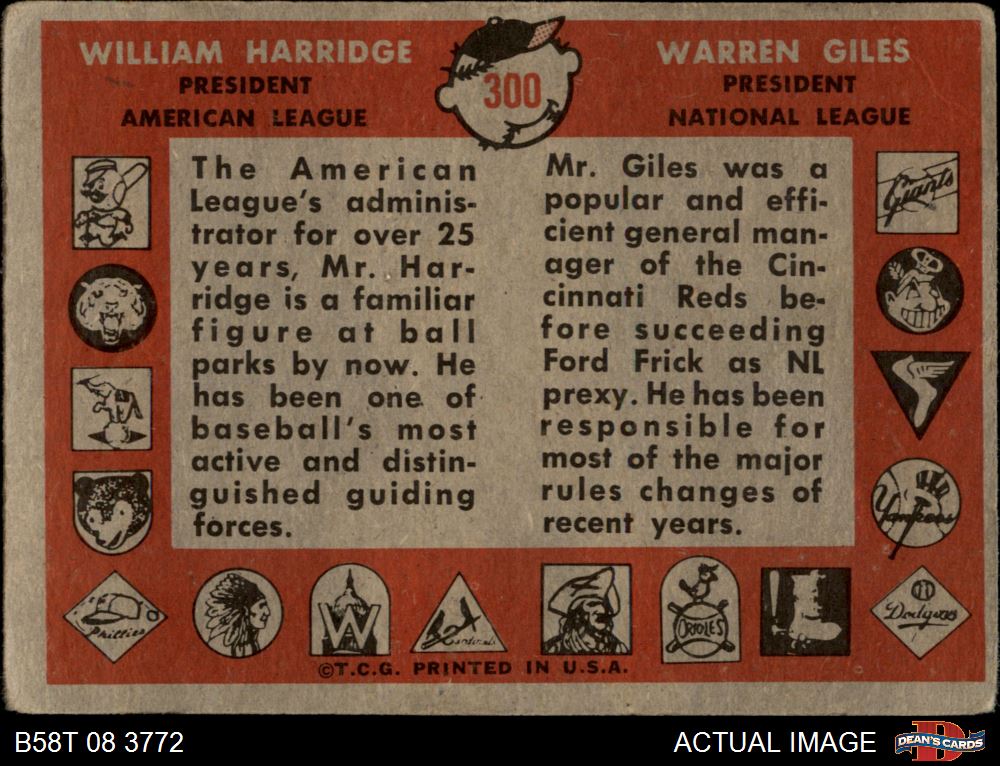 WILLIAM HARRIDGE
PRESIDENT
AMERICAN LEAGUE
300
WARREN GILES
PRESIDENT
NATIONAL LEAGUE
The American
League's adminis-
trator for over 25
years, Mr. Har-
ridge is a familiar
figure at ball
parks by now. He
has been one of
baseball's most
active and distin-
guished guiding
forces.
Mr. Giles was a
popular and effi-
cient general man-
ager of the Cin-
cinnati Reds be-
fore succeeding
Ford Frick as NL
prexy. He has been
responsible for
most of the major
rules changes of
recent years.
Giants
Yankees
Phillies
W
Cardinals
ORIOLES
Dodgers
©T.C.G. PRINTED IN U.S.A.
B58T 08 3772
ACTUAL IMAGE
D
DEAN'S CARDS